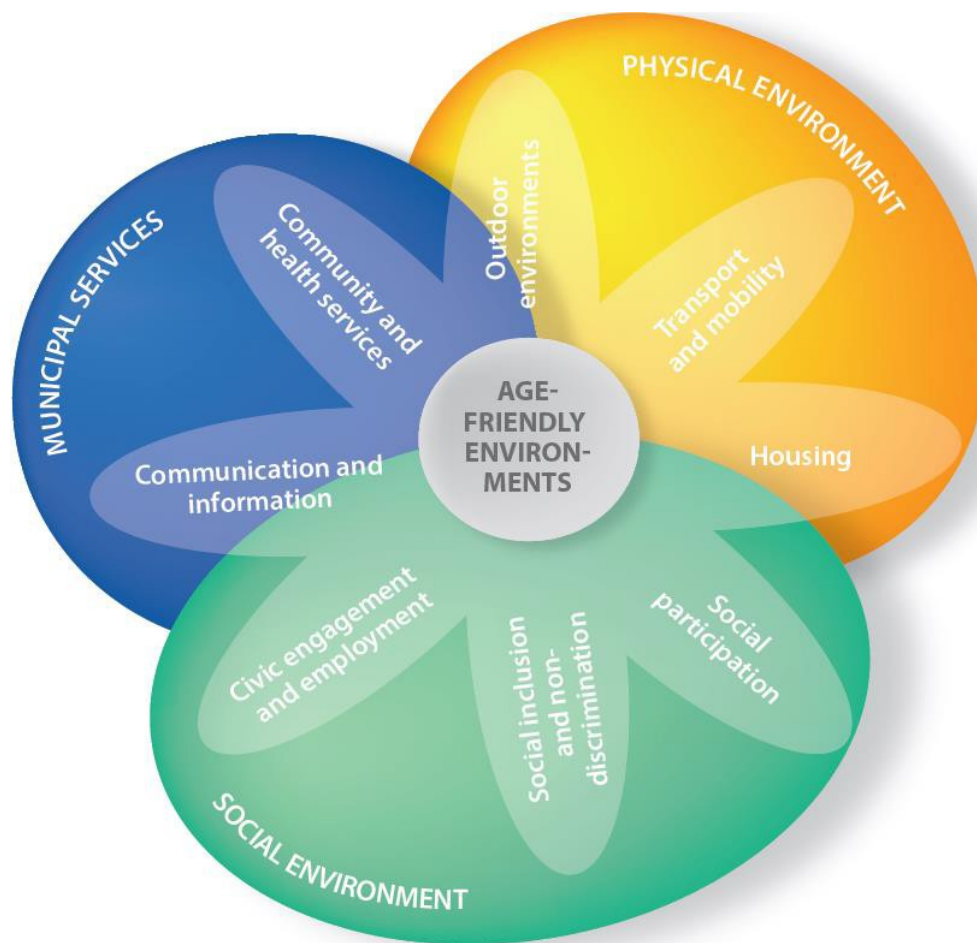 PHYSICAL ENVIRONMENT
Outdoor
environments
Transport
and mobility
Housing
MUNICIPAL SERVICES
Community and
health services
Communication and
information
AGE-
FRIENDLY
ENVIRON-
MENTS
Civic engagement
and employment
Social inclusion
and non-
discrimination
Social
participation
SOCIAL ENVIRONMENT